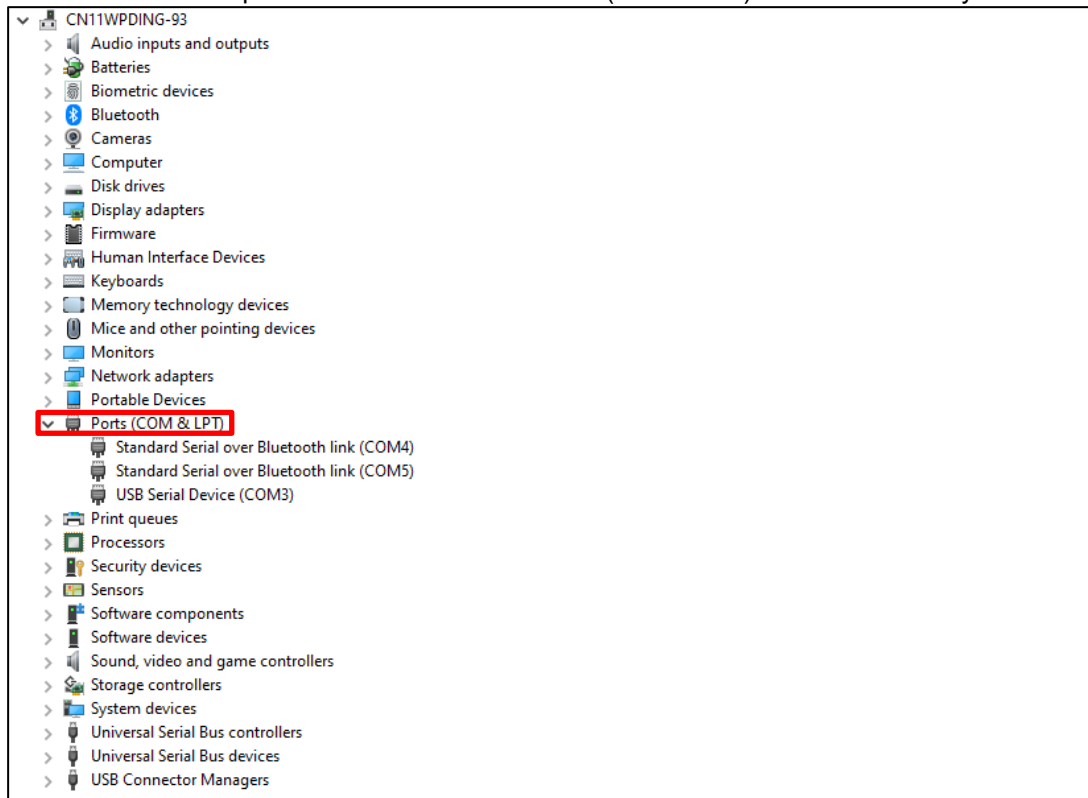 CN11WPDING-93
Audio inputs and outputs
Batteries
Biometric devices
Bluetooth
Cameras
Computer
Disk drives
Display adapters
Firmware
Human Interface Devices
Keyboards
Memory technology devices
Mice and other pointing devices
Monitors
Network adapters
Portable Devices
Ports (COM & LPT)
Standard Serial over Bluetooth link (COM4)
Standard Serial over Bluetooth link (COM5)
USB Serial Device (COM3)
Print queues
Processors
Security devices
Sensors
Software components
Software devices
Sound, video and game controllers
Storage controllers
System devices
Universal Serial Bus controllers
Universal Serial Bus devices
USB Connector Managers